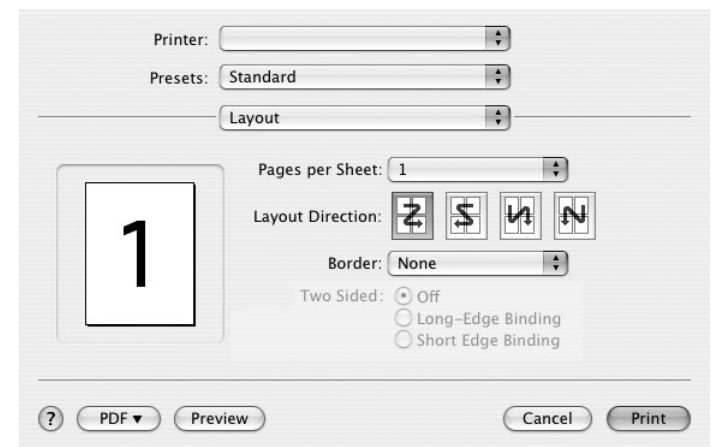 Printer:
Presets: Standard
Layout
Pages per Sheet: 1
Layout Direction:
1
Border: None
Two Sided: Off
Long-Edge Binding
Short Edge Binding
? PDF▼ Preview Cancel Print